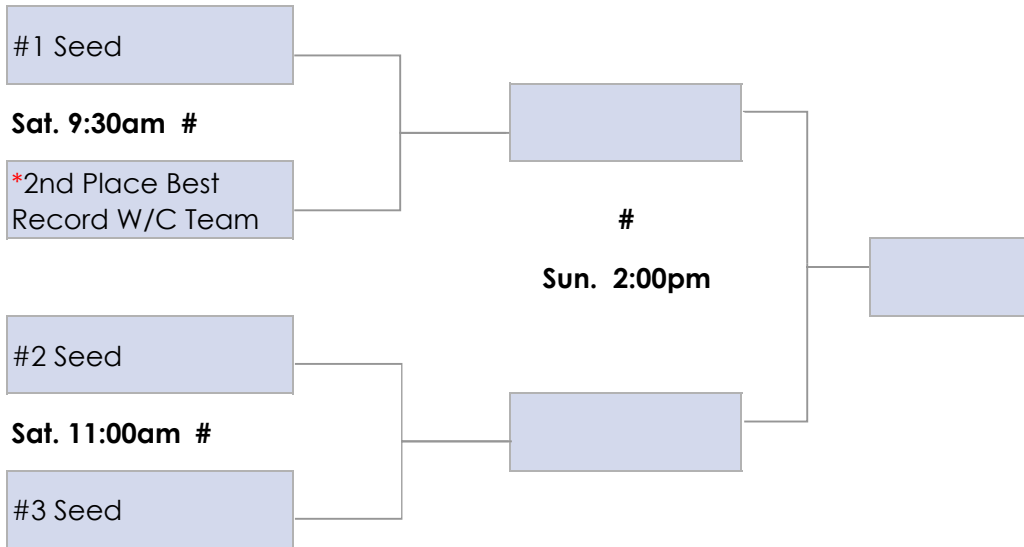 #1 Seed
Sat. 9:30am #
*2nd Place Best
Record W/C Team
#
Sun. 2:00pm
#2 Seed
Sat. 11:00am #
#3 Seed